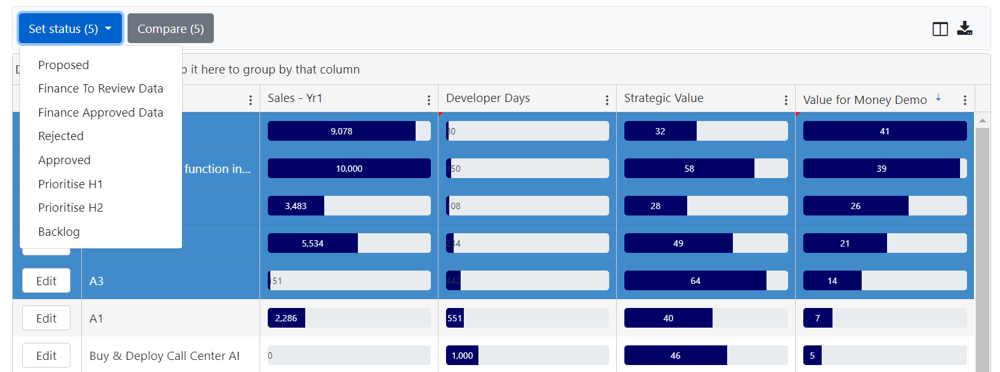 Set status (5)
Compare (5)
Proposed
Finance To Review Data
Finance Approved Data
Rejected
Approved
Prioritise H1
Prioritise H2
Backlog
it here to group by that column
Sales - Yr1
Developer Days
Strategic Value
Value for Money Demo
9,078
30
32
41
function in...
10,000
150
58
39
3,483
108
28
26
5,534
234
49
21
Edit
A3
151
442
64
14
Edit
A1
2,286
551
40
7
Edit
Buy & Deploy Call Center AI
0
1,000
46
5